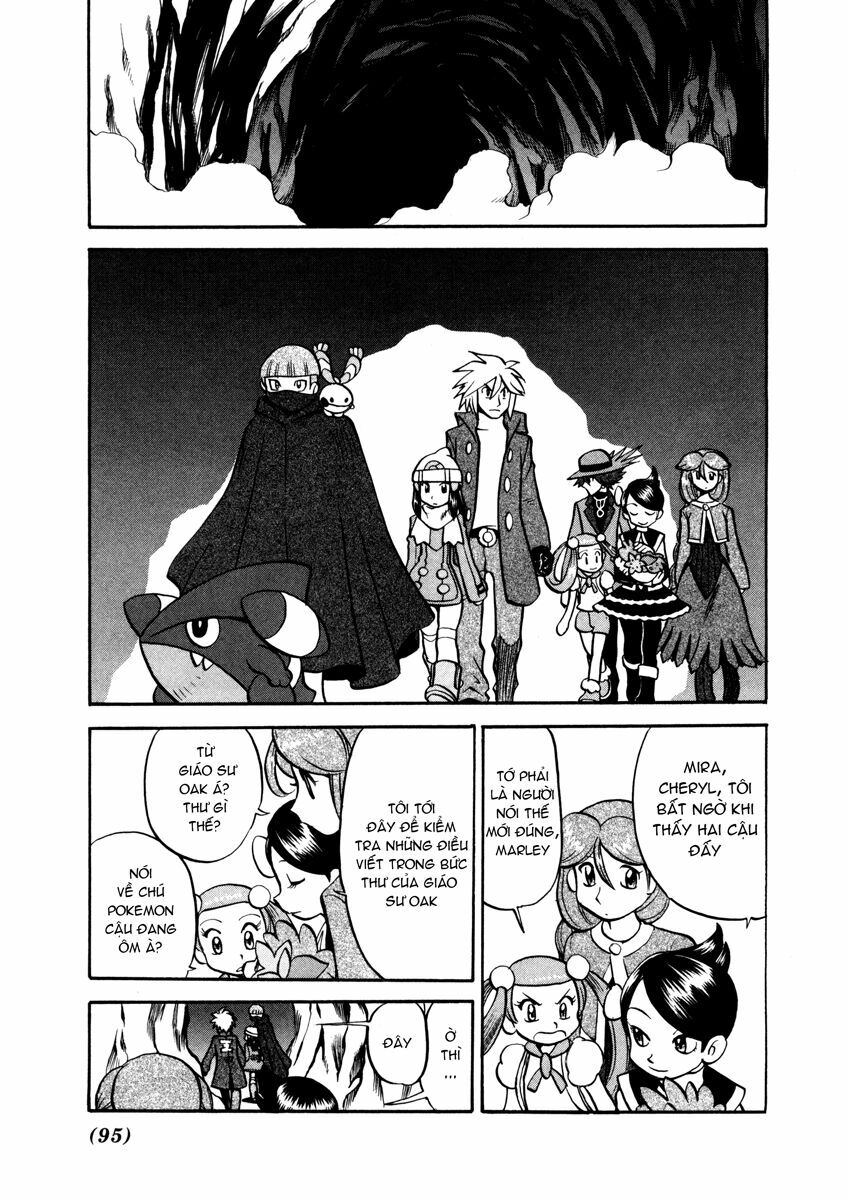 MIRA,
CHERYL, TÔI
BẤT NGỜ KHI
THẤY HAI CẬU
ĐẤY
TỚ PHẢI
LÀ NGƯỜI
NÓI THẾ
MỚI ĐÚNG,
MARLEY
TÔI TỚI
ĐÂY ĐỂ KIỂM
TRA NHỮNG ĐIỀU
VIẾT TRONG BỨC
THƯ CỦA GIÁO
SƯ OAK
TỪ
GIÁO SƯ
OAK Á?
THƯ GÌ
THẾ?
NÓI
VỀ CHÚ
POKEMON
CẬU ĐANG
ÔM À?
Ờ
THÌ
...
ĐÂY
(95)